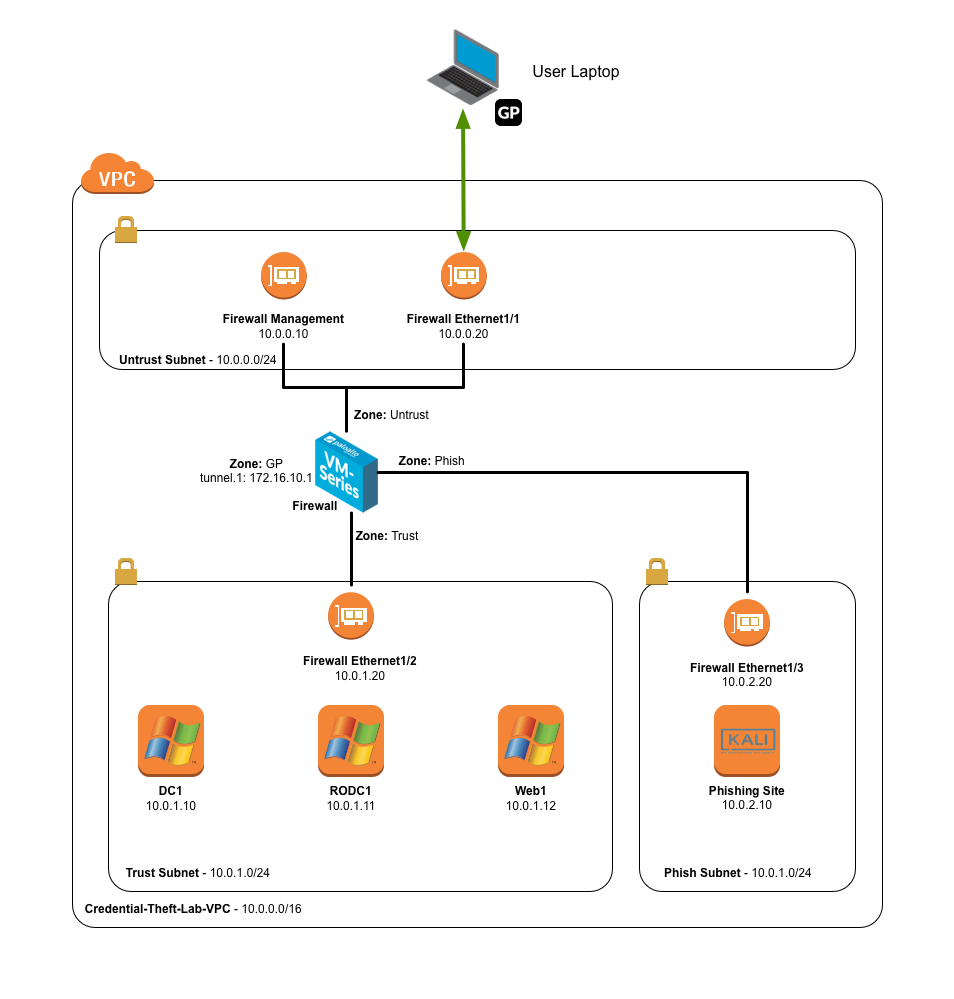 User Laptop
GP
VPC
Firewall Management
10.0.0.10
Firewall Ethernet1/1
10.0.0.20
Untrust Subnet - 10.0.0.0/24
Zone: Untrust
paloalto
VM-
Series
Zone: GP
tunnel.1: 172.16.10.1
Firewall
Zone: Phish
Zone: Trust
Firewall Ethernet1/2
10.0.1.20
DC1
10.0.1.10
RODC1
10.0.1.11
Web1
10.0.1.12
Trust Subnet - 10.0.1.0/24
Firewall Ethernet1/3
10.0.2.20
KALI
Phishing Site
10.0.2.10
Phish Subnet - 10.0.1.0/24
Credential-Theft-Lab-VPC - 10.0.0.0/16